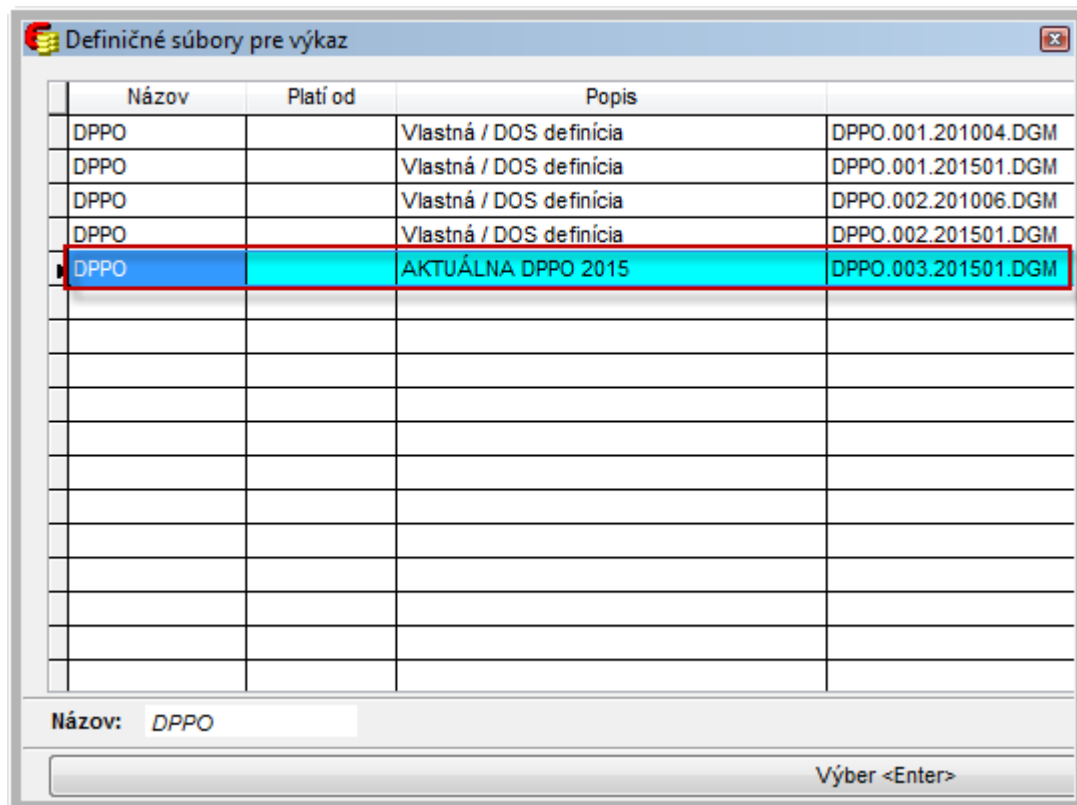 Definičné súbory pre výkaz
Názov Platí od Popis
DPPO Vlastná / DOS definícia DPPO.001.201004.DGM
DPPO Vlastná / DOS definícia DPPO.001.201501.DGM
DPPO Vlastná / DOS definícia DPPO.002.201006.DGM
DPPO Vlastná / DOS definícia DPPO.002.201501.DGM
DPPO AKTUÁLNA DPPO 2015 DPPO.003.201501.DGM
Názov: DPPO
Výber <Enter>